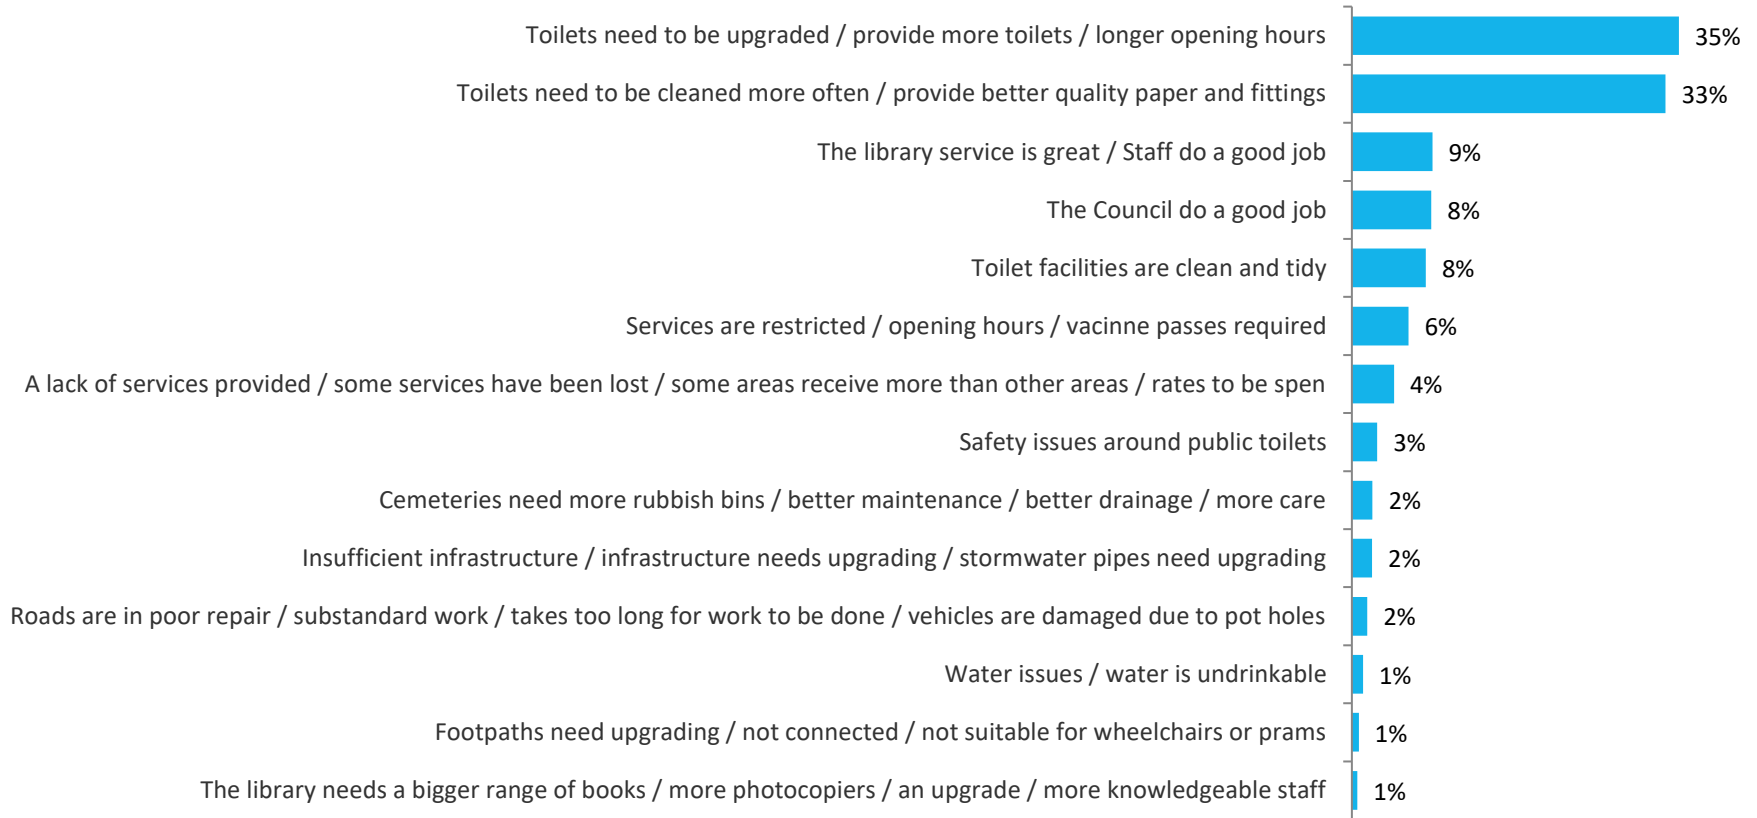 Toilets need to be upgraded / provide more toilets / longer opening hours 35%
Toilets need to be cleaned more often / provide better quality paper and fittings 33%
The library service is great / Staff do a good job 9%
The Council do a good job 8%
Toilet facilities are clean and tidy 8%
Services are restricted / opening hours / vacinne passes required 6%
A lack of services provided / some services have been lost / some areas receive more than other areas / rates to be spen 4%
Safety issues around public toilets 3%
Cemeteries need more rubbish bins / better maintenance / better drainage / more care 2%
Insufficient infrastructure / infrastructure needs upgrading / stormwater pipes need upgrading 2%
Roads are in poor repair / substandard work / takes too long for work to be done / vehicles are damaged due to pot holes 2%
Water issues / water is undrinkable 1%
Footpaths need upgrading / not connected / not suitable for wheelchairs or prams 1%
The library needs a bigger range of books / more photocopiers / an upgrade / more knowledgeable staff 1%